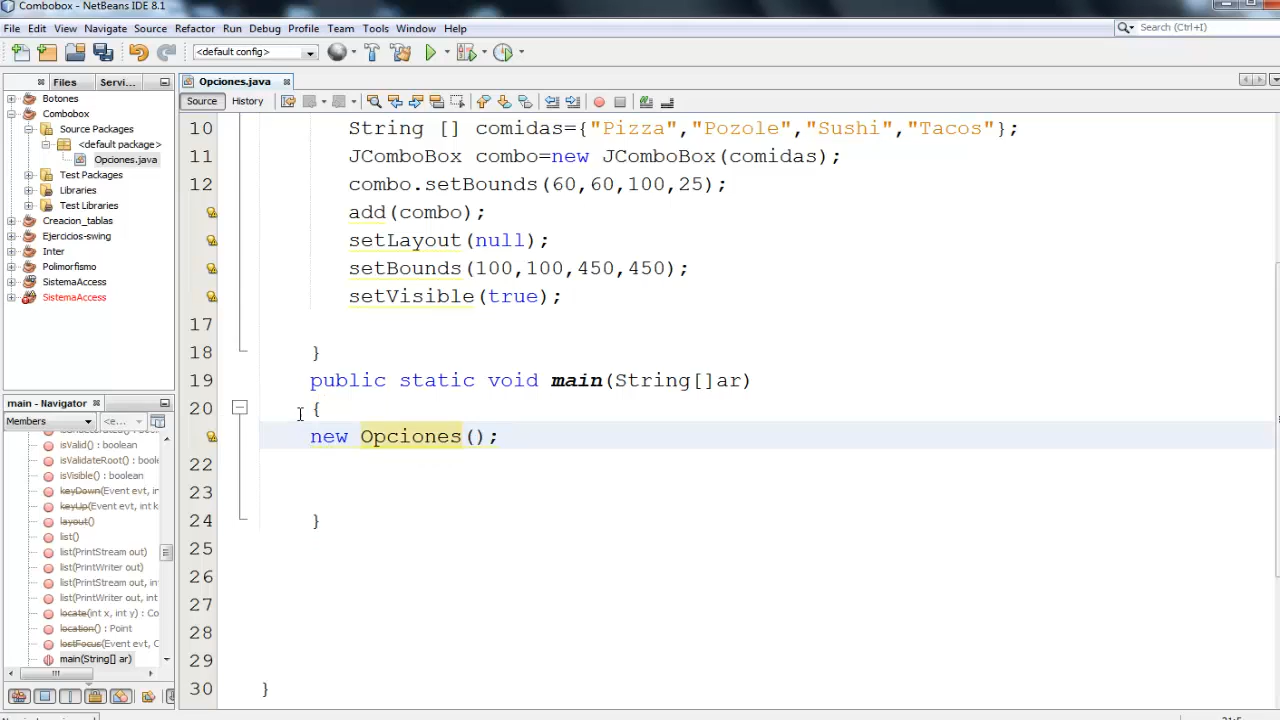 Combobox - NetBeans IDE 8.1
File Edit View Navigate Source Refactor Run Debug Profile Team Tools Window Help
Search (Ctrl+I)
<default config>
Files Servi...
Opciones.java
Source History
Botones
Combobox
Source Packages
<default package>
Opciones.java
Test Packages
Libraries
Test Libraries
Creacion_tablas
Ejercicios-swing
Inter
Polimorfismo
SistemaAccess
SistemaAccess
10 String [] comidas={"Pizza","Pozole","Sushi","Tacos"};
11 JComboBox combo=new JComboBox(comidas);
12 combo.setBounds(60,60,100,25);
add(combo);
setLayout(null);
setBounds(100,100,450,450);
setVisible(true);
17
18 }
19 public static void main(String[]ar)
20 {
new Opciones();
22
23
24 }
25
26
27
28
29
30 }
main - Navigator
Members <e...
isValid() : boolean
isValidateRoot() : boole
isVisible() : boolean
keyDown(Event evt, in
keyUp(Event evt, int k
layout()
list()
list(PrintStream out)
list(PrintWriter out)
list(PrintStream out, in
list(PrintWriter out, int
locate(int x, int y) : Co
location() : Point
lostFocus(Event evt, C
main(String[] ar)